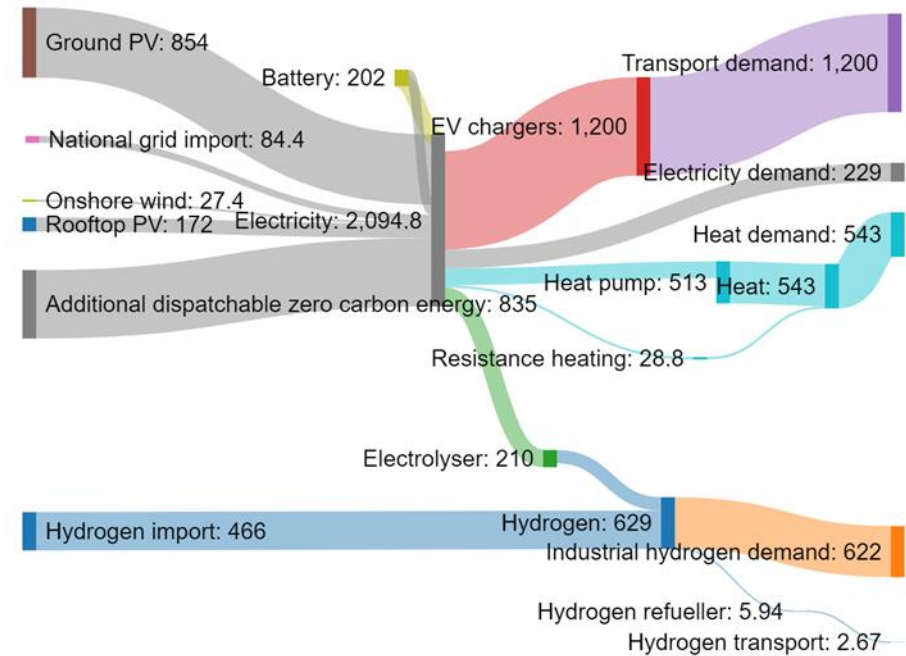 Ground PV: 854
Transport demand: 1,200
Battery: 202
EV chargers: 1,200
National grid import: 84.4
Electricity demand: 229
Onshore wind: 27.4
Rooftop PV: 172
Electricity: 2,094.8
Heat demand: 543
Heat pump: 513
Heat: 543
Additional dispatchable zero carbon energy: 835
Resistance heating: 28.8
Electrolyser: 210
Hydrogen import: 466
Hydrogen: 629
Industrial hydrogen demand: 622
Hydrogen refueller: 5.94
Hydrogen transport: 2.67